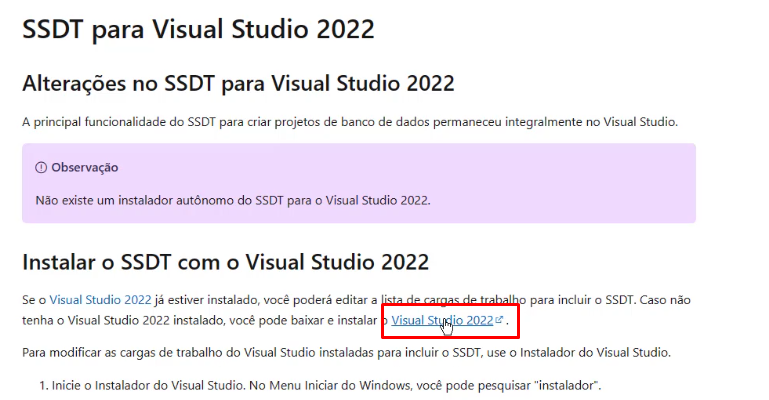 SSDT para Visual Studio 2022
Alterações no SSDT para Visual Studio 2022
A principal funcionalidade do SSDT para criar projetos de banco de dados permaneceu integralmente no Visual Studio.
Observação
Não existe um instalador autônomo do SSDT para o Visual Studio 2022.
Instalar o SSDT com o Visual Studio 2022
Se o Visual Studio 2022 já estiver instalado, você poderá editar a lista de cargas de trabalho para incluir o SSDT. Caso não
tenha o Visual Studio 2022 instalado, você pode baixar e instalar o Visual Studio 2022 .
Para modificar as cargas de trabalho do Visual Studio instaladas para incluir o SSDT, use o Instalador do Visual Studio.
1. Inicie o Instalador do Visual Studio. No Menu Iniciar do Windows, você pode pesquisar "instalador".